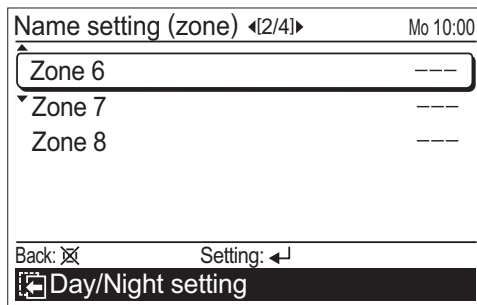 Name setting (zone) [2/4] Mo 10:00
Zone 6 ---
Zone 7 ---
Zone 8 ---
Back: Setting:
Day/Night setting